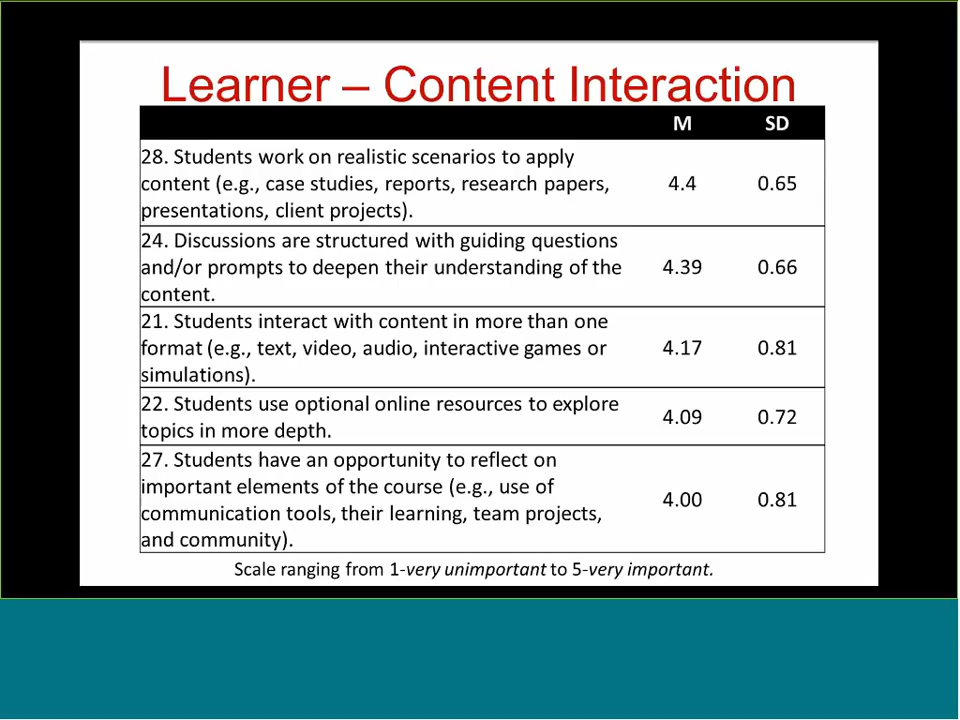 Learner – Content Interaction
M SD
28. Students work on realistic scenarios to apply
content (e.g., case studies, reports, research papers, 4.4 0.65
presentations, client projects).
24. Discussions are structured with guiding questions
and/or prompts to deepen their understanding of the 4.39 0.66
content.
21. Students interact with content in more than one
format (e.g., text, video, audio, interactive games or 4.17 0.81
simulations).
22. Students use optional online resources to explore
topics in more depth. 4.09 0.72
27. Students have an opportunity to reflect on
important elements of the course (e.g., use of
communication tools, their learning, team projects, 4.00 0.81
and community).
Scale ranging from 1-very unimportant to 5-very important.